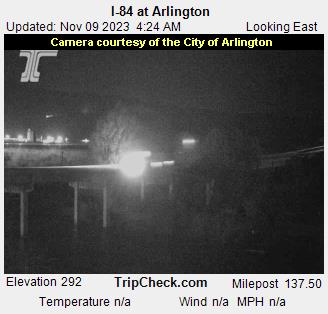 I-84 at Arlington
Updated: Nov 09 2023 4:24 AM Looking East
Camera courtesy of the City of Arlington
Elevation 292 TripCheck.com Milepost 137.50
Temperature n/a Wind n/a MPH n/a